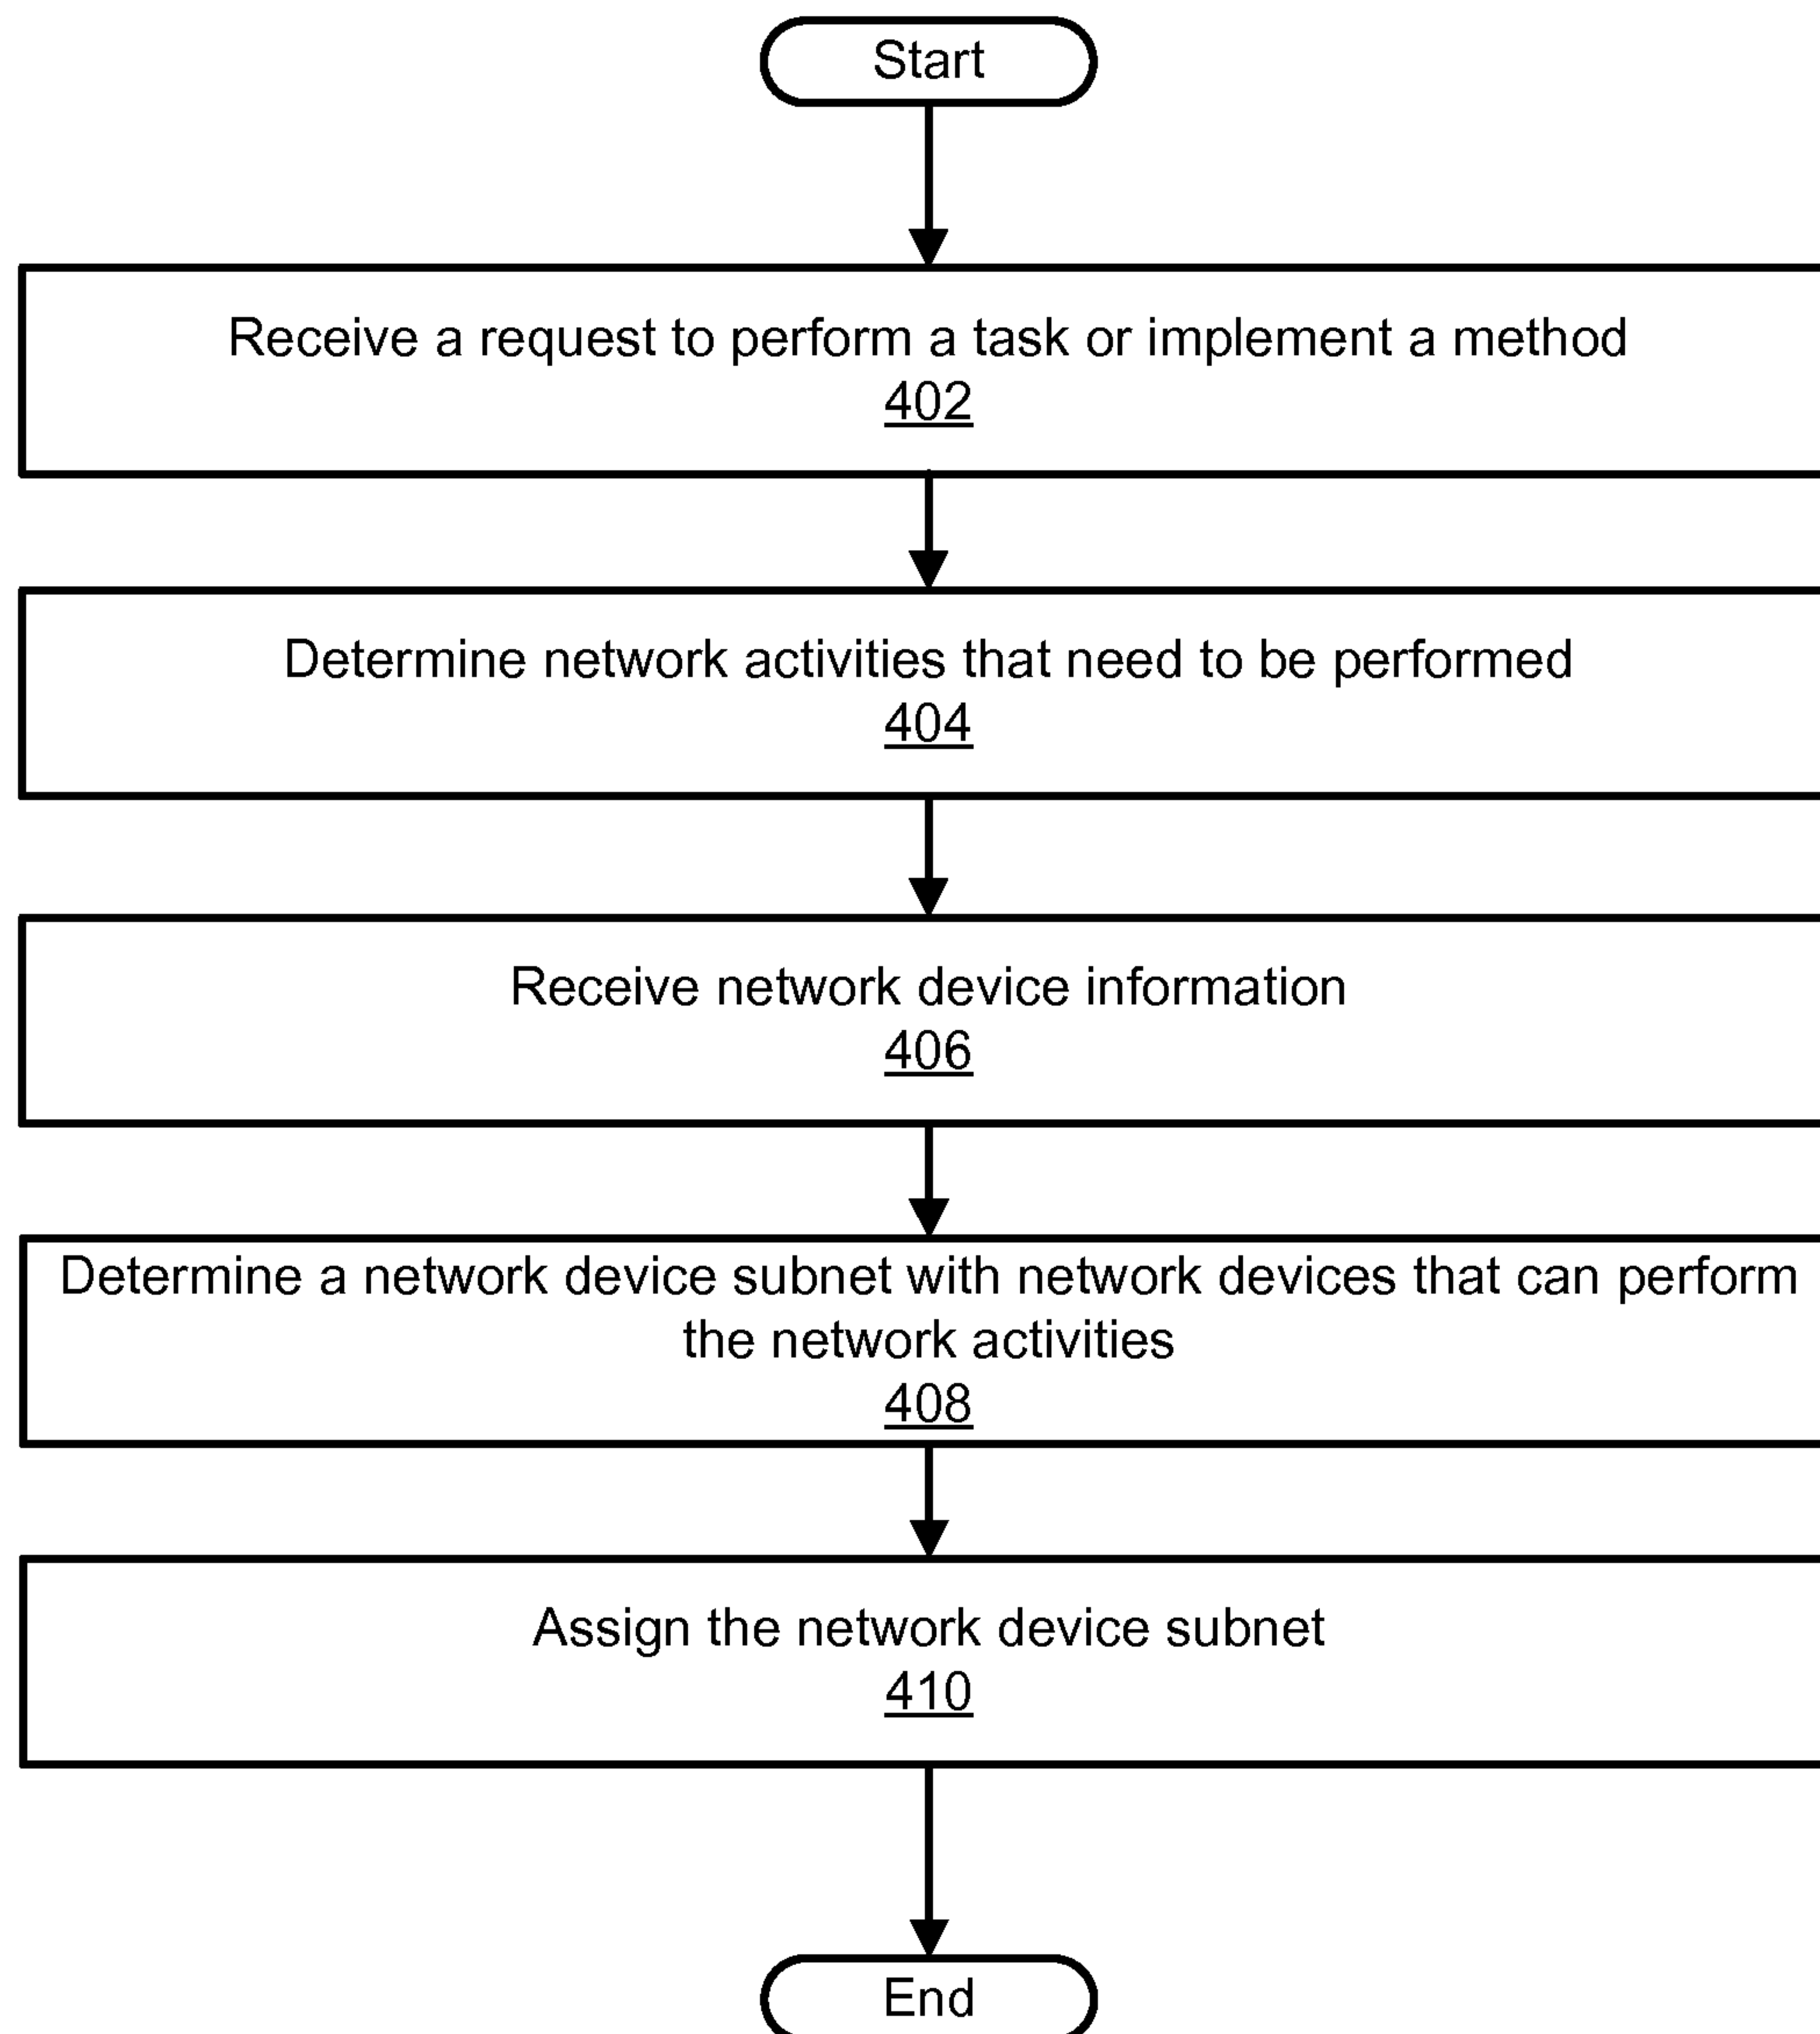 Start
Receive a request to perform a task or implement a method
402
Determine network activities that need to be performed
404
Receive network device information
406
Determine a network device subnet with network devices that can perform
the network activities
408
Assign the network device subnet
410
End